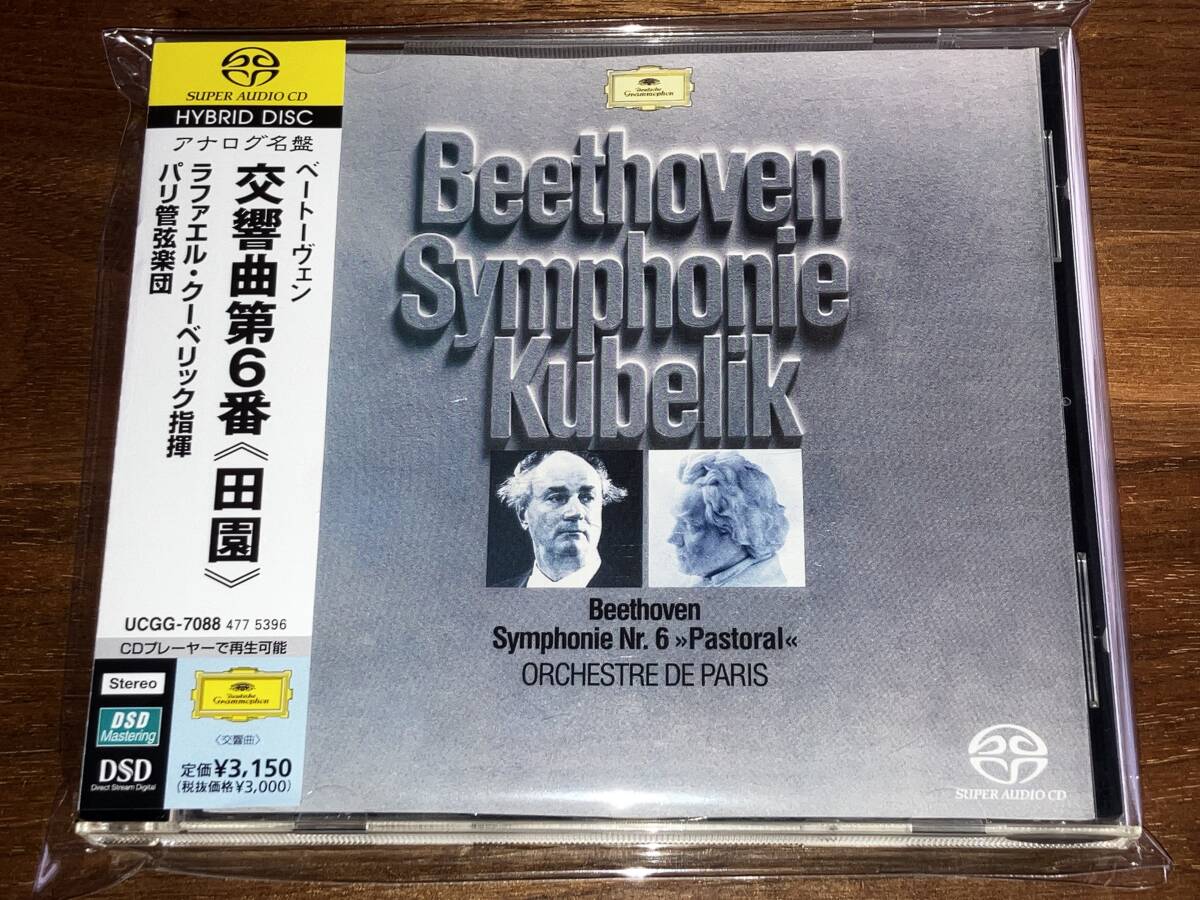 SUPER AUDIO CD
HYBRID DISC
アナログ名盤
ベートーヴェン
交響曲第6番《田園》
ラファエル・クーベリック指揮
パリ管弦楽団
UCGG-7088 477 5396
CDプレーヤーで再生可能
Stereo
DSD
Mastering
DSD
Direct Stream Digital
Deutsche
Grammophon
〈交響曲〉
定価¥3,150
(税抜価格¥3,000)
Deutsche
Grammophon
Beethoven
Symphonie
Kubelik
Beethoven
Symphonie Nr. 6 »Pastoral«
ORCHESTRE DE PARIS
SUPER AUDIO CD